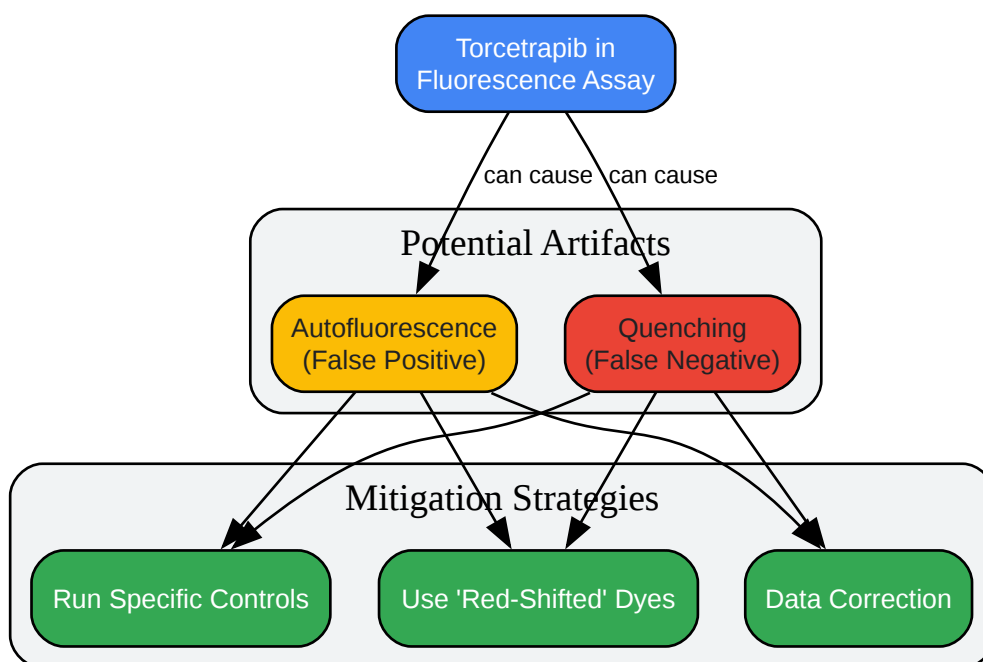 Torcetrapib in
Fluorescence Assay
can cause
can cause
Potential Artifacts
Autofluorescence
(False Positive)
Quenching
(False Negative)
Mitigation Strategies
Run Specific Controls
Use 'Red-Shifted' Dyes
Data Correction